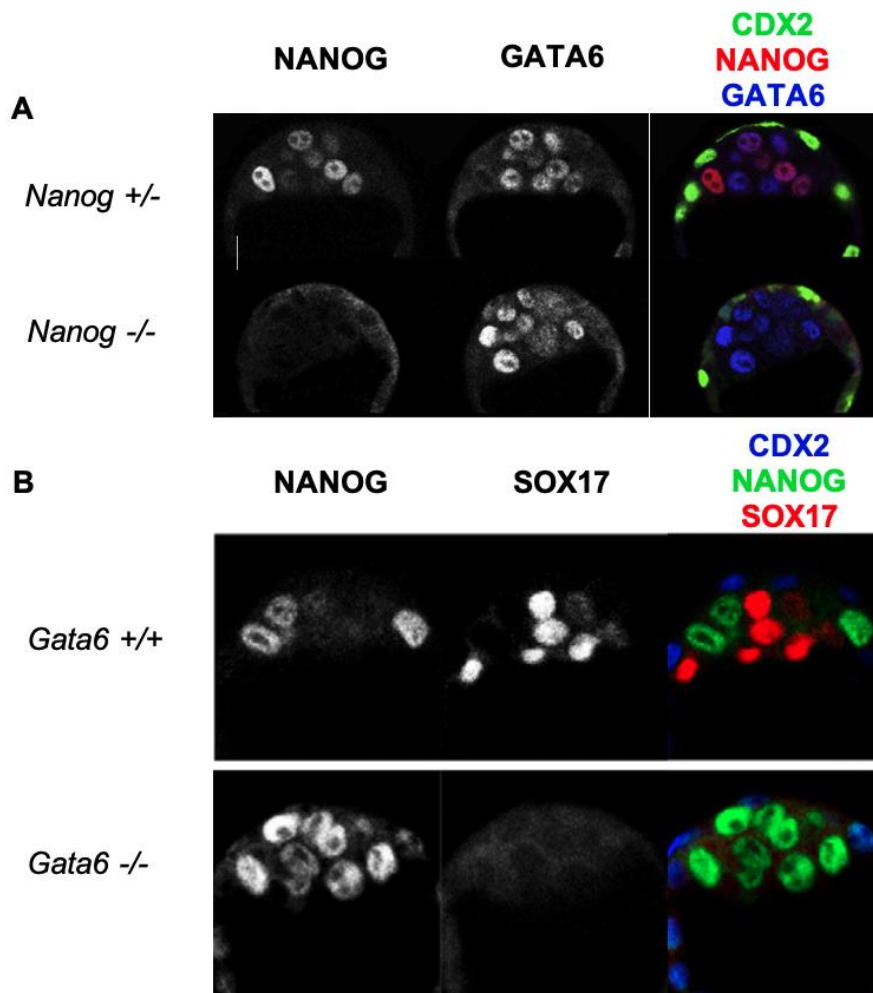 NANOG GATA6 CDX2
NANOG
GATA6
A
Nanog +/-
Nanog -/-
B NANOG SOX17 CDX2
NANOG
SOX17
Gata6 +/+
Gata6 -/-